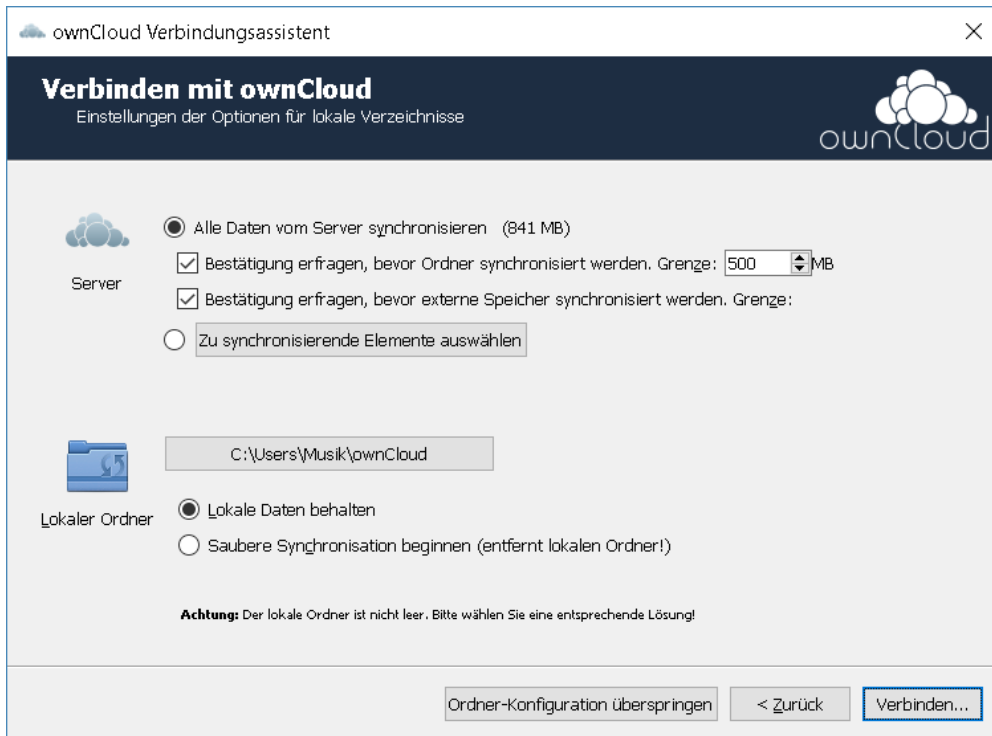 ownCloud Verbindungsassistent
Verbinden mit ownCloud
Einstellungen der Optionen für lokale Verzeichnisse
ownCloud
Alle Daten vom Server synchronisieren (841 MB)
Bestätigung erfragen, bevor Ordner synchronisiert werden. Grenze: 500 MB
Server
Bestätigung erfragen, bevor externe Speicher synchronisiert werden. Grenze:
Zu synchronisierende Elemente auswählen
C:\Users\Musik\ownCloud
Lokaler Ordner
Lokale Daten behalten
Saubere Synchronisation beginnen (entfernt lokalen Ordner!)
Achtung: Der lokale Ordner ist nicht leer. Bitte wählen Sie eine entsprechende Lösung!
Ordner-Konfiguration überspringen
< Zurück
Verbinden...